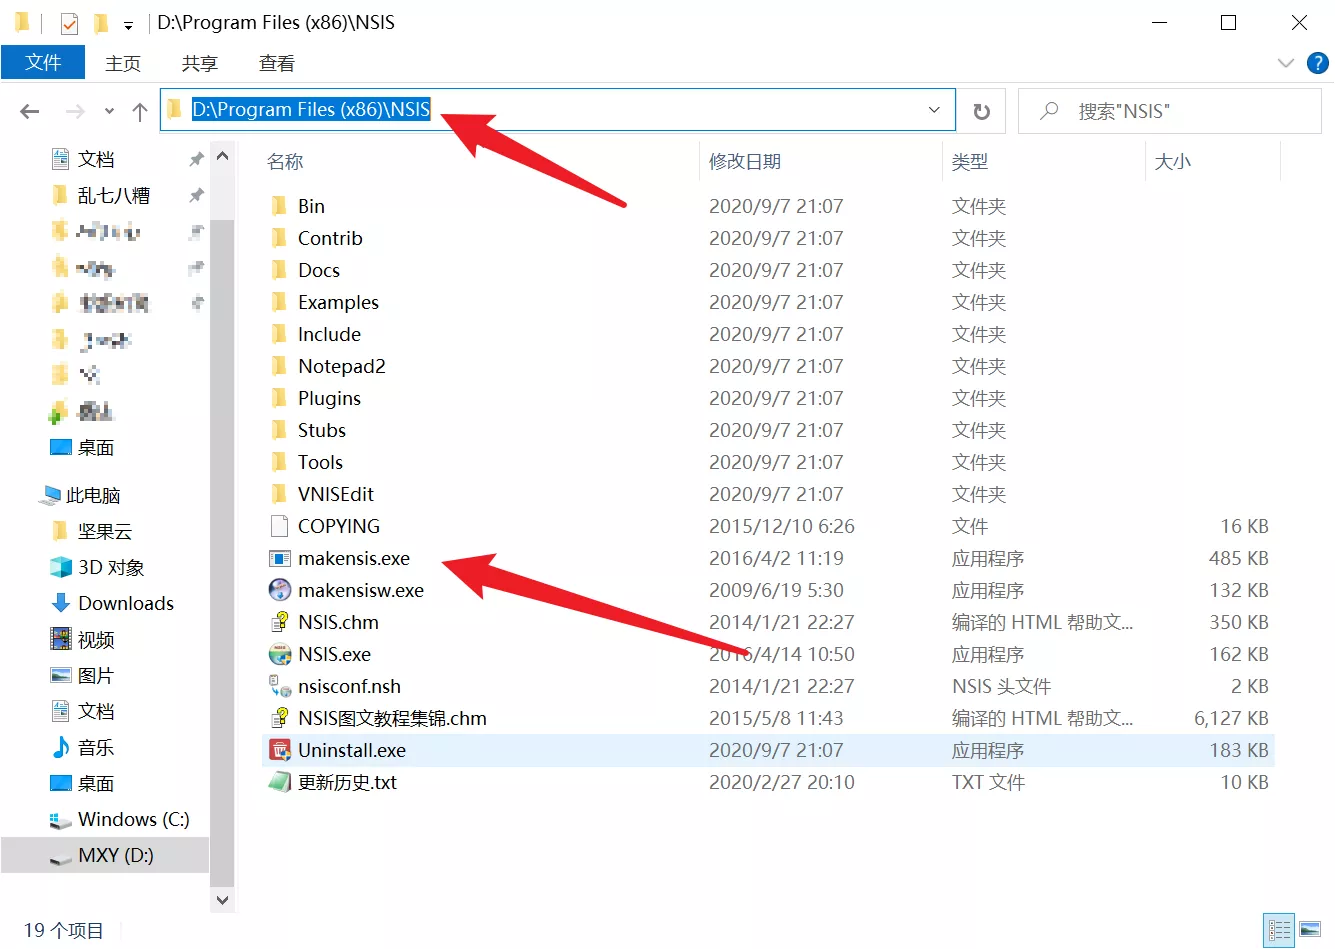 D:\Program Files (x86)\NSIS
文件 主页 共享 查看
D:\Program Files (x86)\NSIS
搜索"NSIS"
文档
乱七八糟
桌面
此电脑
坚果云
3D 对象
Downloads
视频
图片
文档
音乐
桌面
Windows (C:)
MXY (D:)
名称 修改日期 类型 大小
Bin 2020/9/7 21:07 文件夹
Contrib 2020/9/7 21:07 文件夹
Docs 2020/9/7 21:07 文件夹
Examples 2020/9/7 21:07 文件夹
Include 2020/9/7 21:07 文件夹
Notepad2 2020/9/7 21:07 文件夹
Plugins 2020/9/7 21:07 文件夹
Stubs 2020/9/7 21:07 文件夹
Tools 2020/9/7 21:07 文件夹
VNISEdit 2020/9/7 21:07 文件夹
COPYING 2015/12/10 6:26 文件 16 KB
makensis.exe 2016/4/2 11:19 应用程序 485 KB
makensisw.exe 2009/6/19 5:30 应用程序 132 KB
NSIS.chm 2014/1/21 22:27 编译的 HTML 帮助文... 350 KB
NSIS.exe 2016/4/14 10:50 应用程序 162 KB
nsisconf.nsh 2014/1/21 22:27 NSIS 头文件 2 KB
NSIS图文教程集锦.chm 2015/5/8 11:43 编译的 HTML 帮助文... 6,127 KB
Uninstall.exe 2020/9/7 21:07 应用程序 183 KB
更新历史.txt 2020/2/27 20:10 TXT 文件 10 KB
19 个项目